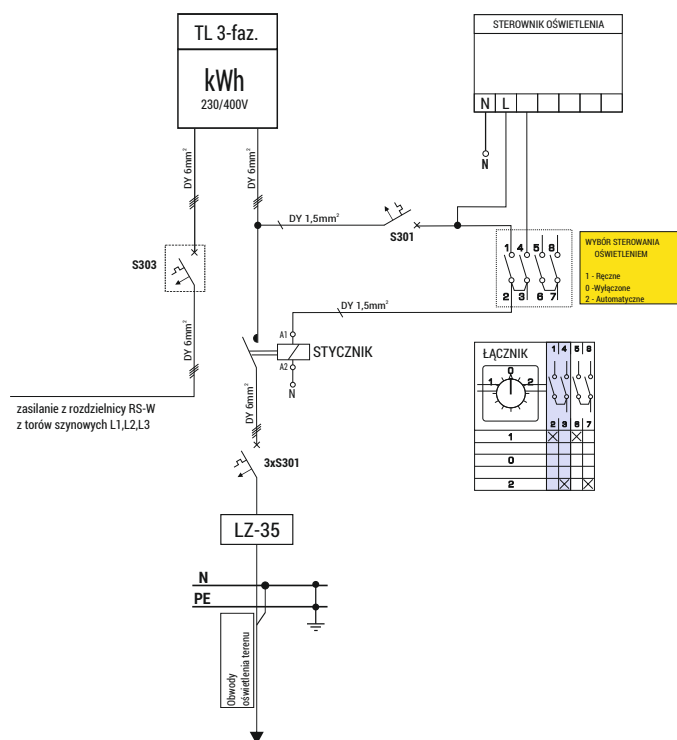 TL 3-faz.
kWh
230/400V
STEROWNIK OŚWIETLENIA
N L
N
DY 6mm²
DY 6mm²
DY 1,5mm²
S301
S303
1 4 5 8
2 3 6 7
WYBÓR STEROWANIA
OŚWIETLENIEM
1 - Ręczne
0 -Wyłączone
2 - Automatyczne
DY 1,5mm²
A1
STYCZNIK
A2
N
DY 6mm²
DY 6mm²
zasilanie z rozdzielnicy RS-W
z torów szynowych L1,L2,L3
3xS301
ŁĄCZNIK
1 4 5 8
0
1 2
2 3 6 7
1
0
2
LZ-35
N
PE
Obwody
oświetlenia terenu